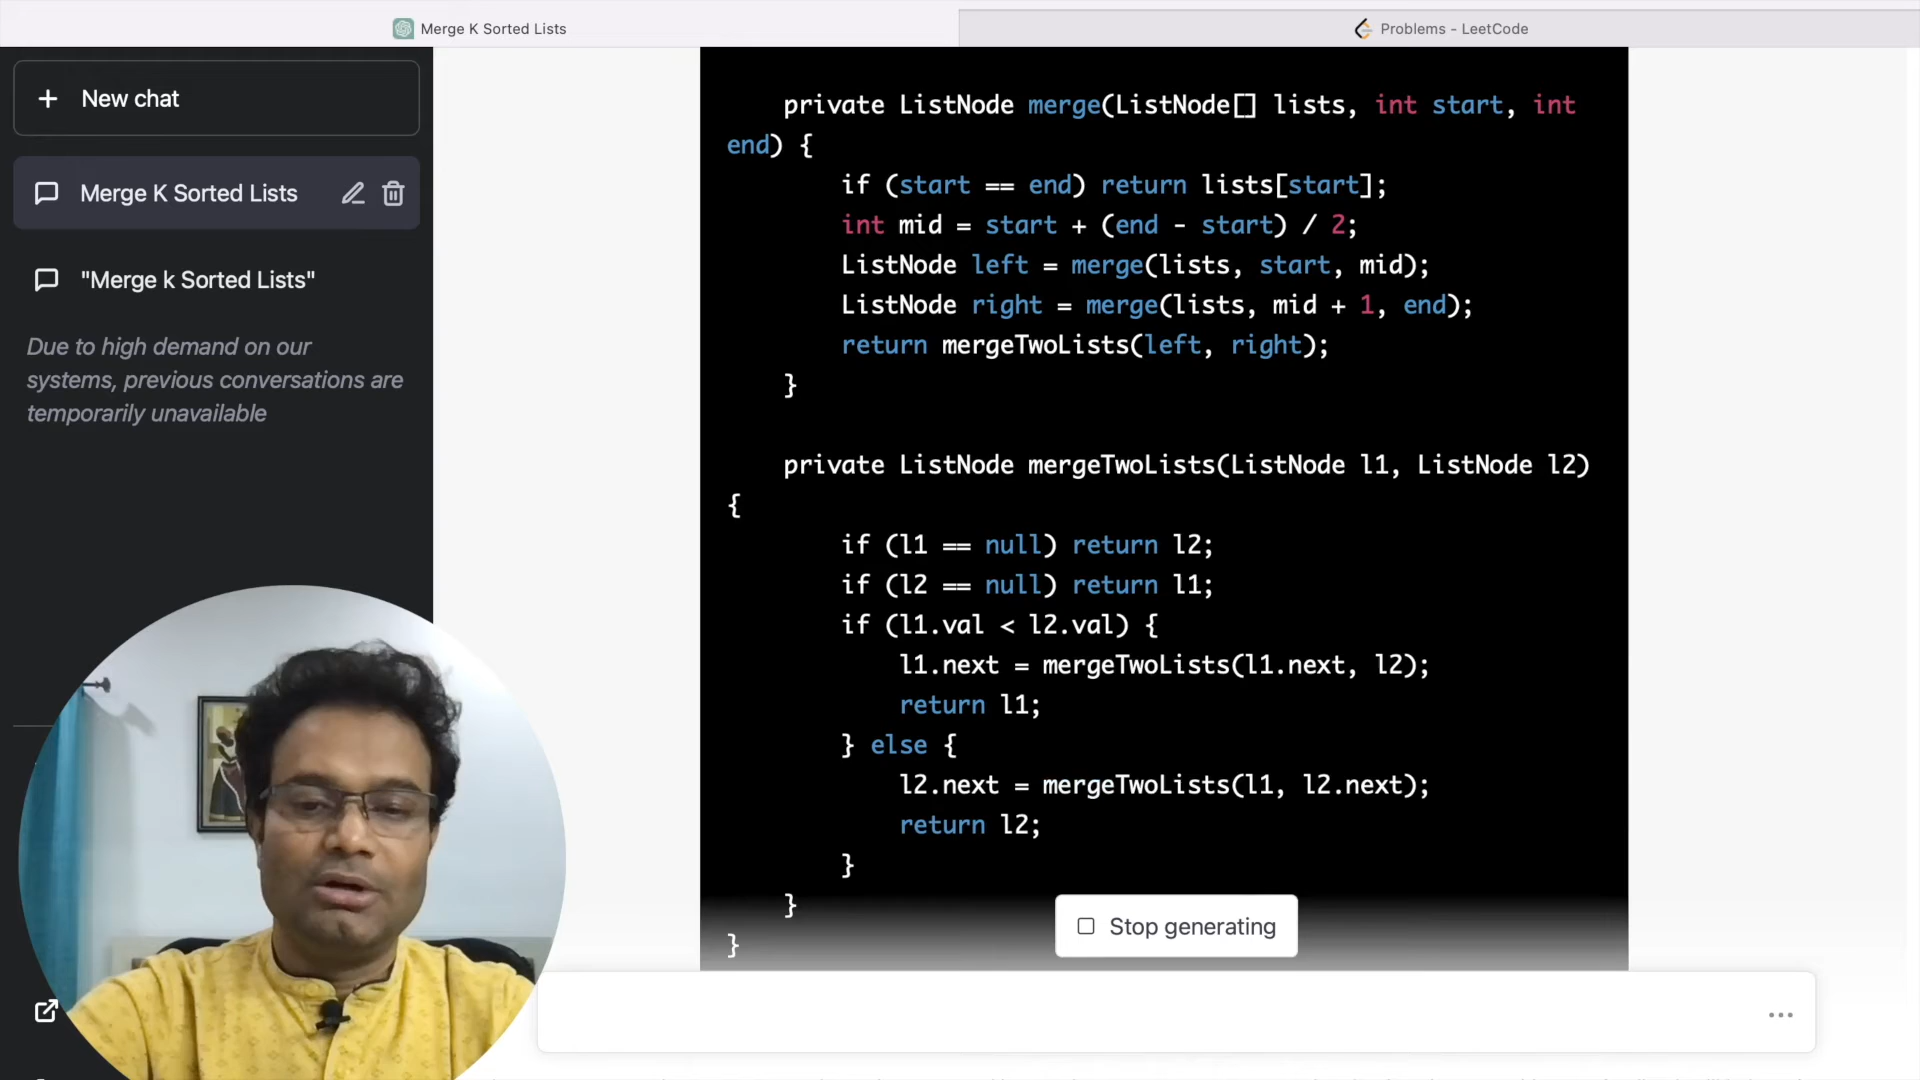 Merge K Sorted Lists
Problems - LeetCode
New chat
Merge K Sorted Lists
"Merge k Sorted Lists"
Due to high demand on our
systems, previous conversations are
temporarily unavailable
private ListNode merge(ListNode[] lists, int start, int
end) {
if (start == end) return lists[start];
int mid = start + (end - start) / 2;
ListNode left = merge(lists, start, mid);
ListNode right = merge(lists, mid + 1, end);
return mergeTwoLists(left, right);
}
private ListNode mergeTwoLists(ListNode l1, ListNode l2)
{
if (l1 == null) return l2;
if (l2 == null) return l1;
if (l1.val < l2.val) {
l1.next = mergeTwoLists(l1.next, l2);
return l1;
} else {
l2.next = mergeTwoLists(l1, l2.next);
return l2;
}
}
}
Stop generating